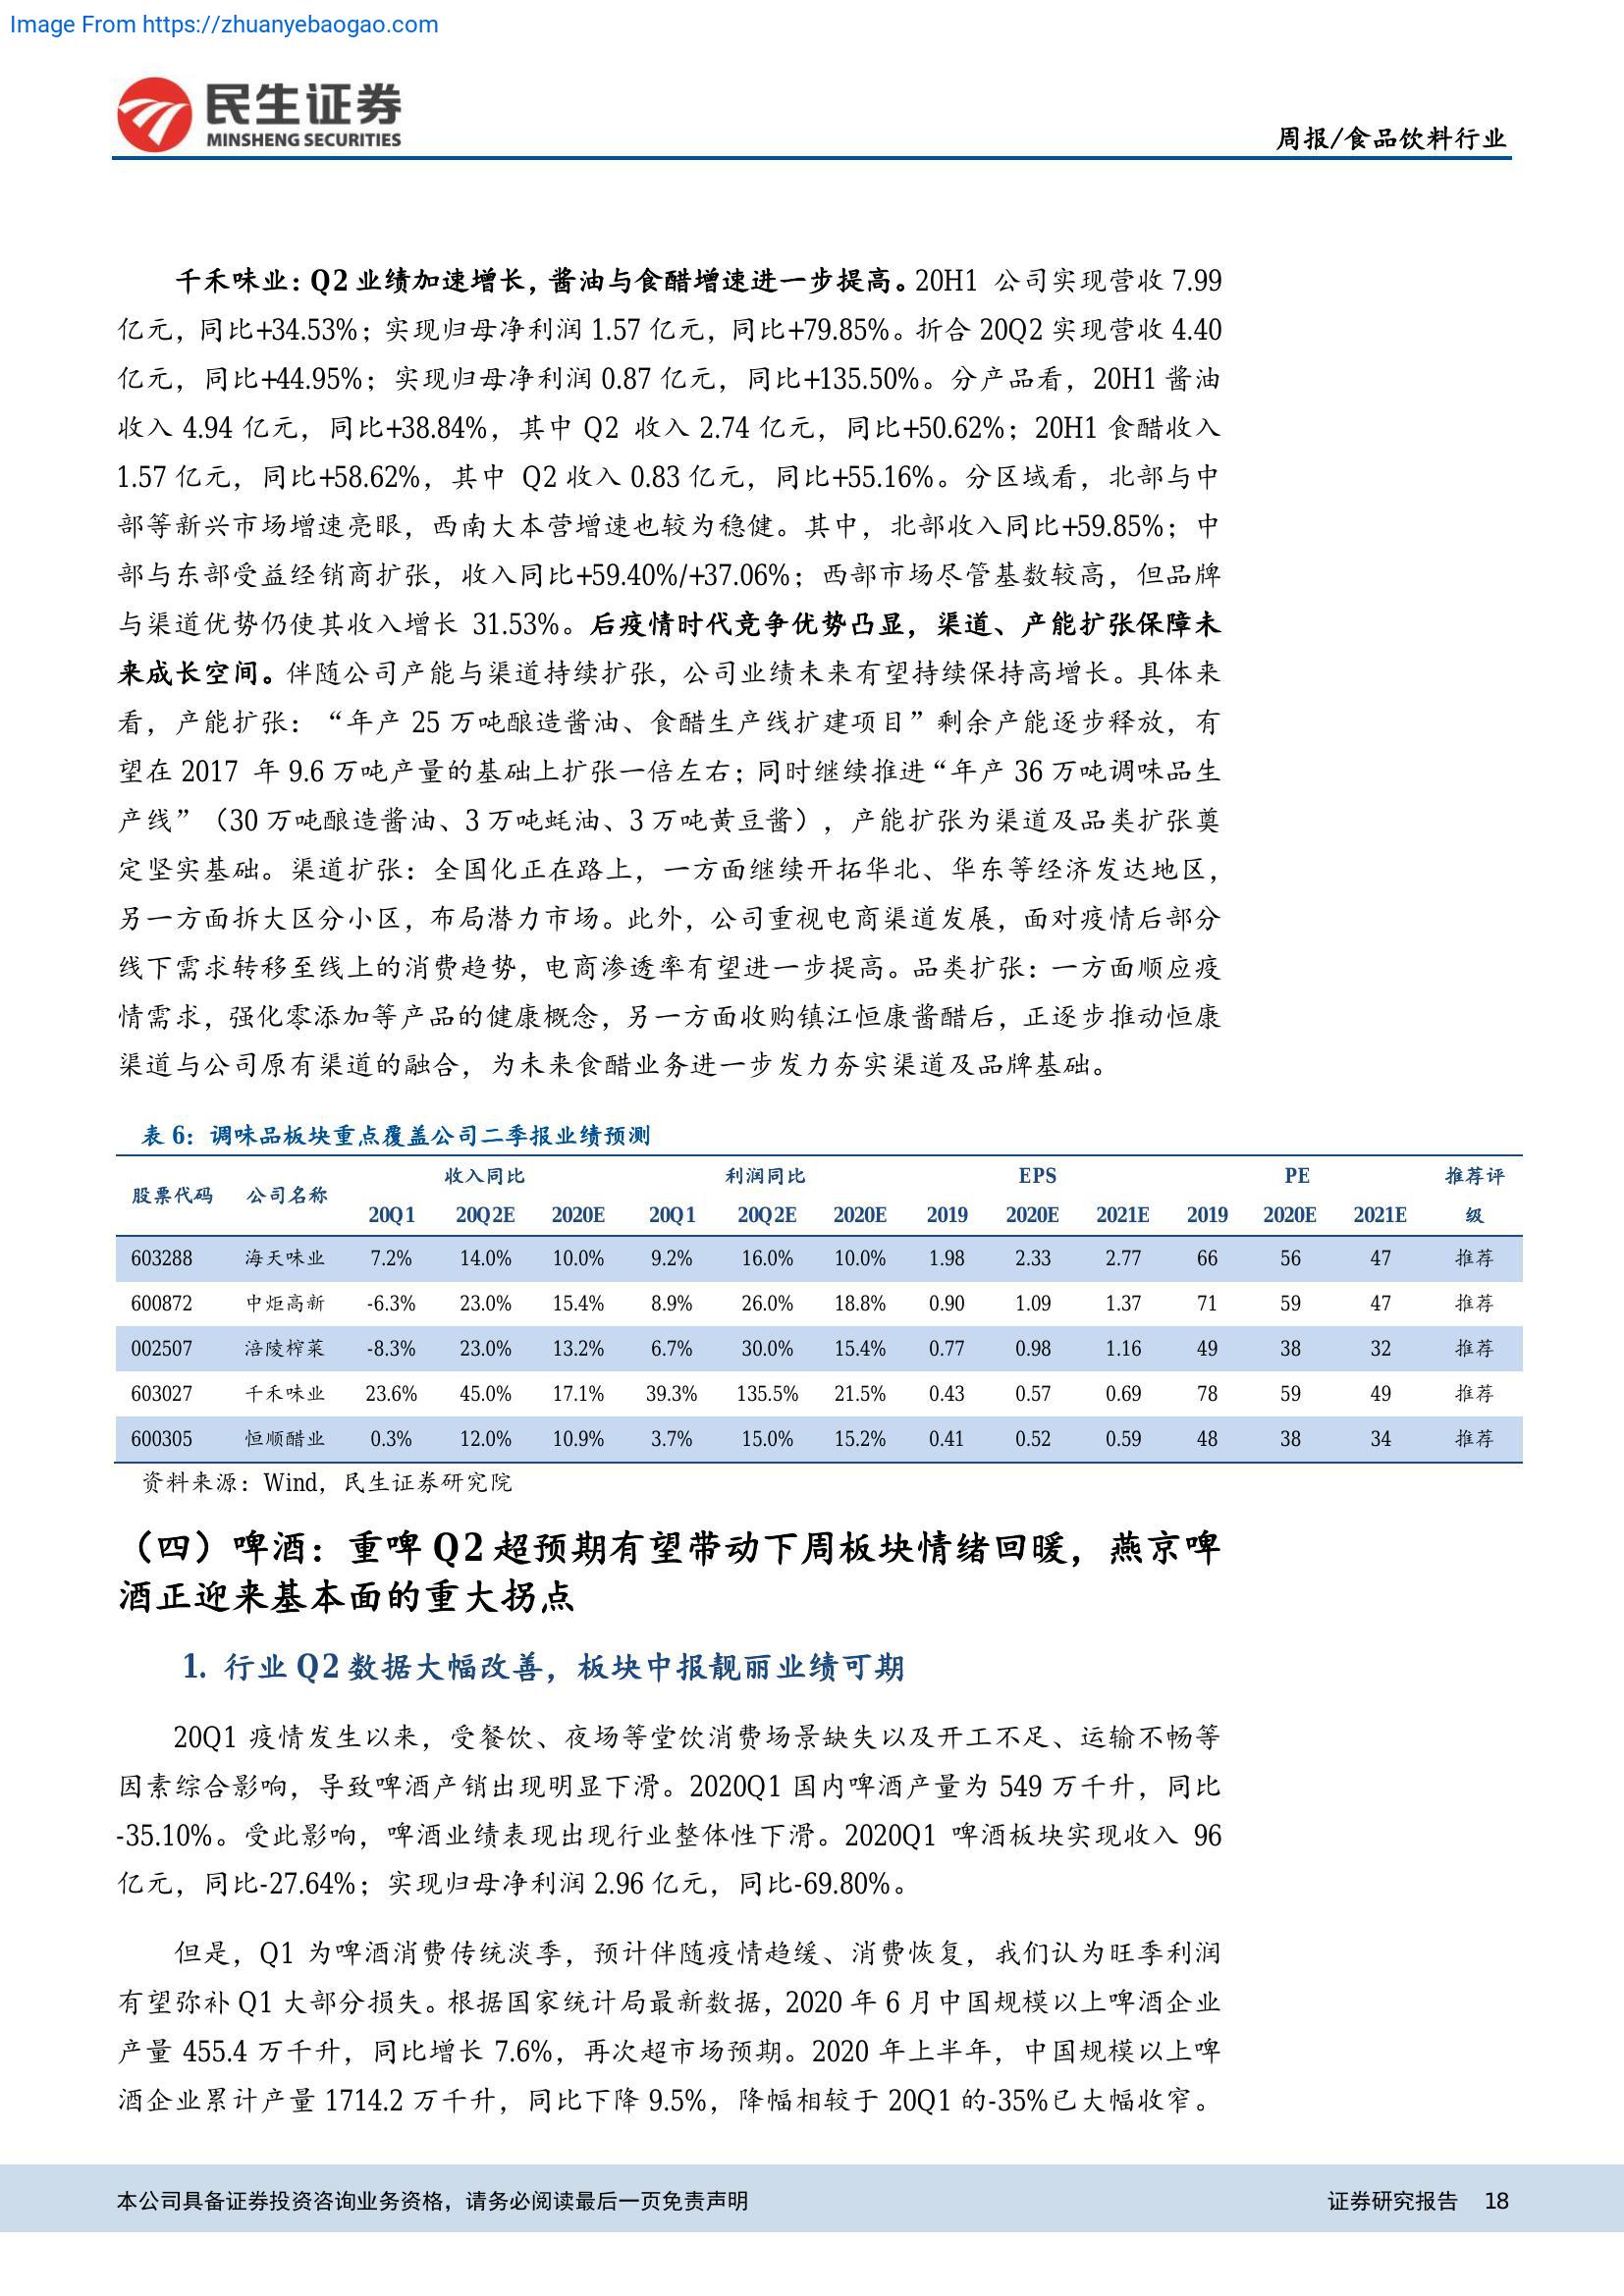 Image From https://zhuanyebaogao.com
民生证券
MINSHENG SECURITIES
周报/食品饮料行业
千禾味业：Q2 业绩加速增长，酱油与食醋增速进一步提高。20H1 公司实现营收 7.99
亿元，同比+34.53%；实现归母净利润 1.57 亿元，同比+79.85%。折合 20Q2 实现营收 4.40
亿元，同比+44.95%；实现归母净利润 0.87 亿元，同比+135.50%。分产品看，20H1 酱油
收入 4.94 亿元，同比+38.84%，其中 Q2 收入 2.74 亿元，同比+50.62%；20H1 食醋收入
1.57 亿元，同比+58.62%，其中 Q2 收入 0.83 亿元，同比+55.16%。分区域看，北部与中
部等新兴市场增速亮眼，西南大本营增速也较为稳健。其中，北部收入同比+59.85%；中
部与东部受益经销商扩张，收入同比+59.40%/+37.06%；西部市场尽管基数较高，但品牌
与渠道优势仍使其收入增长 31.53%。后疫情时代竞争优势凸显，渠道、产能扩张保障未
来成长空间。伴随公司产能与渠道持续扩张，公司业绩未来有望持续保持高增长。具体来
看，产能扩张：“年产 25 万吨酿造酱油、食醋生产线扩建项目”剩余产能逐步释放，有
望在 2017 年 9.6 万吨产量的基础上扩张一倍左右；同时继续推进“年产 36 万吨调味品生
产线”（30 万吨酿造酱油、3 万吨蚝油、3 万吨黄豆酱），产能扩张为渠道及品类扩张奠
定坚实基础。渠道扩张：全国化正在路上，一方面继续开拓华北、华东等经济发达地区，
另一方面拆大区分小区，布局潜力市场。此外，公司重视电商渠道发展，面对疫情后部分
线下需求转移至线上的消费趋势，电商渗透率有望进一步提高。品类扩张：一方面顺应疫
情需求，强化零添加等产品的健康概念，另一方面收购镇江恒康酱醋后，正逐步推动恒康
渠道与公司原有渠道的融合，为未来食醋业务进一步发力夯实渠道及品牌基础。
表 6：调味品板块重点覆盖公司二季报业绩预测
股票代码 公司名称 收入同比 利润同比 EPS PE 推荐评级
20Q1 20Q2E 2020E 20Q1 20Q2E 2020E 2019 2020E 2021E 2019 2020E 2021E
603288 海天味业 7.2% 14.0% 10.0% 9.2% 16.0% 10.0% 1.98 2.33 2.77 66 56 47 推荐
600872 中炬高新 -6.3% 23.0% 15.4% 8.9% 26.0% 18.8% 0.90 1.09 1.37 71 59 47 推荐
002507 涪陵榨菜 -8.3% 23.0% 13.2% 6.7% 30.0% 15.4% 0.77 0.98 1.16 49 38 32 推荐
603027 千禾味业 23.6% 45.0% 17.1% 39.3% 135.5% 21.5% 0.43 0.57 0.69 78 59 49 推荐
600305 恒顺醋业 0.3% 12.0% 10.9% 3.7% 15.0% 15.2% 0.41 0.52 0.59 48 38 34 推荐
资料来源：Wind，民生证券研究院
（四）啤酒：重啤 Q2 超预期有望带动下周板块情绪回暖，燕京啤
酒正迎来基本面的重大拐点
1. 行业 Q2 数据大幅改善，板块中报靓丽业绩可期
20Q1 疫情发生以来，受餐饮、夜场等堂饮消费场景缺失以及开工不足、运输不畅等
因素综合影响，导致啤酒产销出现明显下滑。2020Q1 国内啤酒产量为 549 万千升，同比
-35.10%。受此影响，啤酒业绩表现出现行业整体性下滑。2020Q1 啤酒板块实现收入 96
亿元，同比-27.64%；实现归母净利润 2.96 亿元，同比-69.80%。
但是，Q1 为啤酒消费传统淡季，预计伴随疫情趋缓、消费恢复，我们认为旺季利润
有望弥补 Q1 大部分损失。根据国家统计局最新数据，2020 年 6 月中国规模以上啤酒企业
产量 455.4 万千升，同比增长 7.6%，再次超市场预期。2020 年上半年，中国规模以上啤
酒企业累计产量 1714.2 万千升，同比下降 9.5%，降幅相较于 20Q1 的-35%已大幅收窄。
本公司具备证券投资咨询业务资格，请务必阅读最后一页免责声明
证券研究报告 18